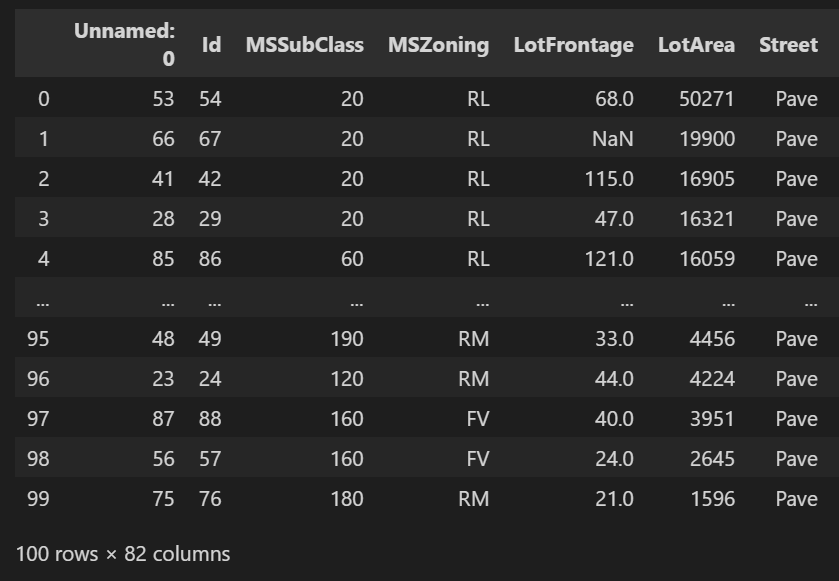 Unnamed: 0 Id MSSubClass MSZoning LotFrontage LotArea Street
0 53 54 20 RL 68.0 50271 Pave
1 66 67 20 RL NaN 19900 Pave
2 41 42 20 RL 115.0 16905 Pave
3 28 29 20 RL 47.0 16321 Pave
4 85 86 60 RL 121.0 16059 Pave
... ... ... ... ... ... ... ...
95 48 49 190 RM 33.0 4456 Pave
96 23 24 120 RM 44.0 4224 Pave
97 87 88 160 FV 40.0 3951 Pave
98 56 57 160 FV 24.0 2645 Pave
99 75 76 180 RM 21.0 1596 Pave
100 rows × 82 columns